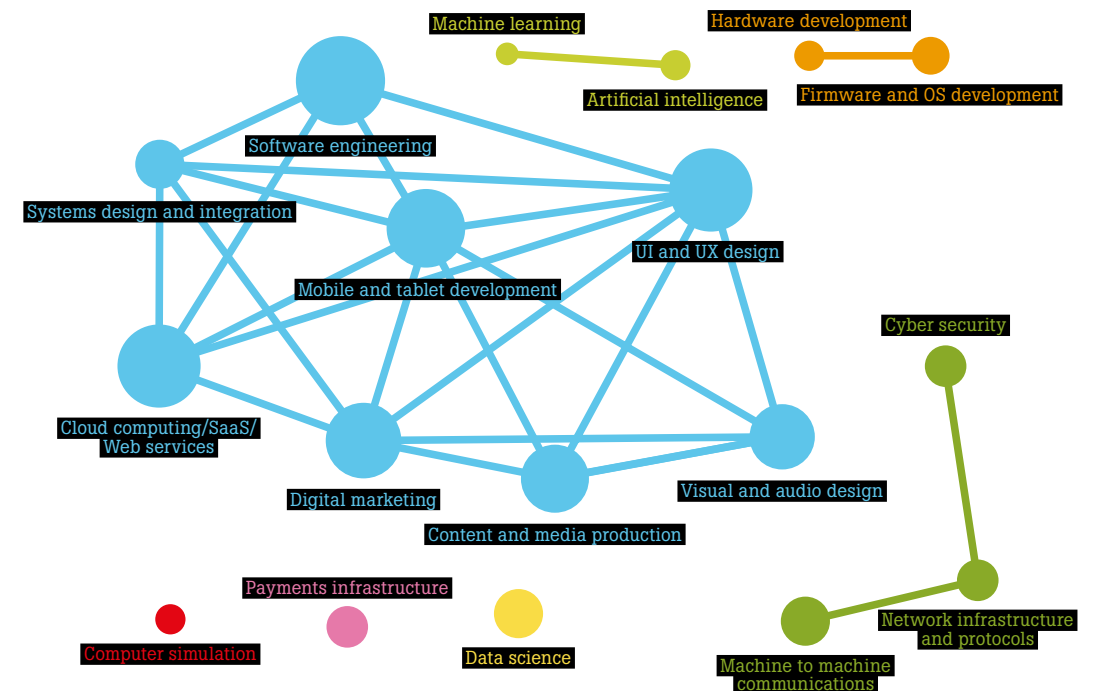 Machine learning
Hardware development
Artificial intelligence
Firmware and OS development
Software engineering
Systems design and integration
UI and UX design
Mobile and tablet development
Cyber security
Cloud computing/SaaS/
Web services
Digital marketing
Visual and audio design
Content and media production
Payments infrastructure
Network infrastructure
and protocols
Computer simulation
Data science
Machine to machine
communications